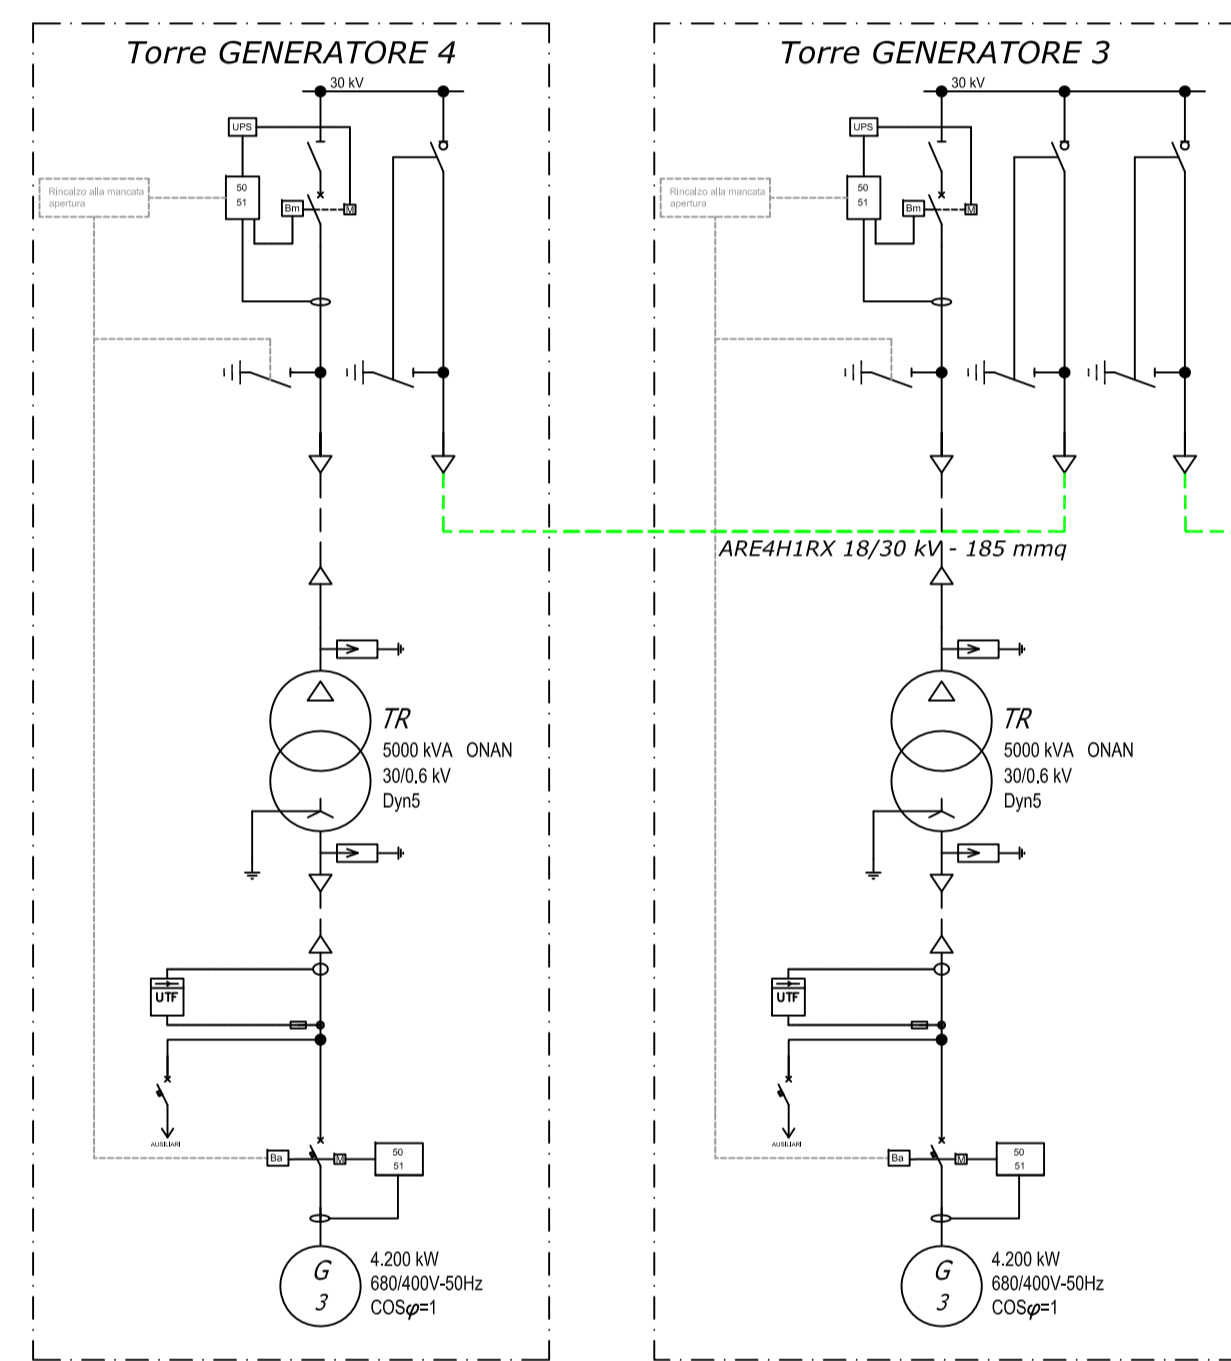 Torre GENERATORE 4
30 kV
UPS
50
51
Rincalzo alla mancata
apertura
Bm
M
TR
5000 kVA ONAN
30/0.6 kV
Dyn5
UTF
AUSILIARI
Ba
M
50
51
G
3
4.200 kW
680/400V-50Hz
COSφ=1
Torre GENERATORE 3
30 kV
UPS
50
51
Rincalzo alla mancata
apertura
Bm
M
ARE4H1RX 18/30 kV - 185 mmq
TR
5000 kVA ONAN
30/0.6 kV
Dyn5
UTF
AUSILIARI
Ba
M
50
51
G
3
4.200 kW
680/400V-50Hz
COSφ=1